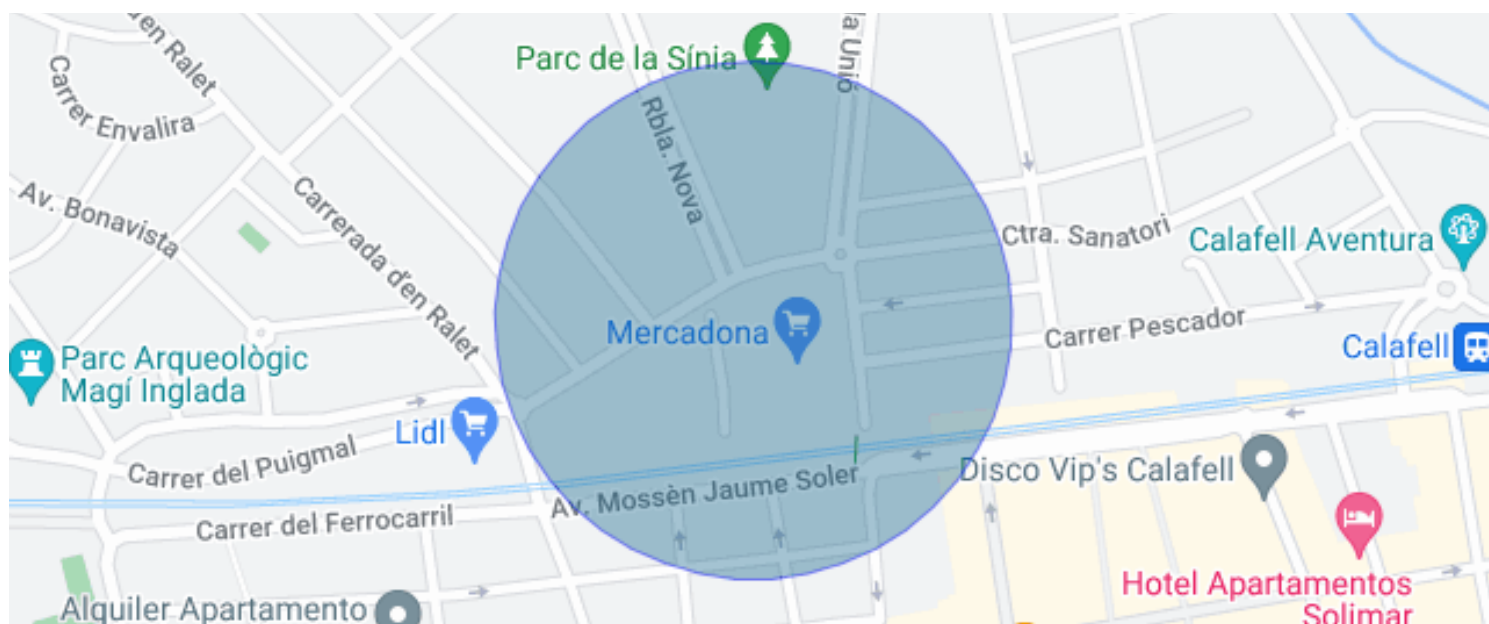 d'en Ralet
la Unió
Parc de la Sínia
Carrer Envalira
Rbla. Nova
Av. Bonavista
Carrerada d'en Ralet
Ctra. Sanatori
Calafell Aventura
Mercadona
Carrer Pescador
Calafell
Parc Arqueològic
Magí Inglada
Lidl
Carrer del Puigmal
Disco Vip's Calafell
Av. Mossèn Jaume Soler
Carrer del Ferrocarril
Hotel Apartamentos
Solimar
Alquiler Apartamento